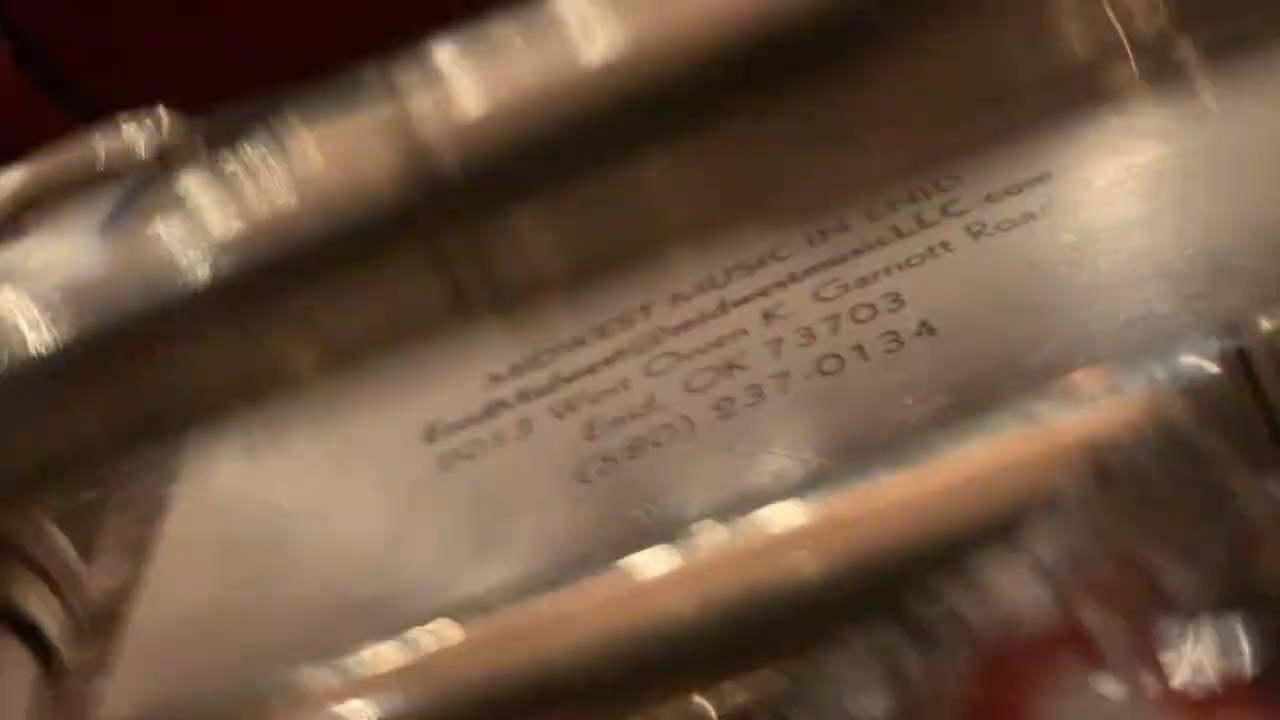 MIDWEST MUSIC IN ENID
West Owen K. Garriott Road
Enid, OK 73703
(580) 237-0134